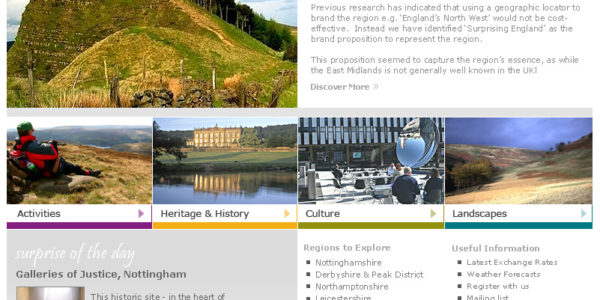 Previous research has indicated that using a geographic locator to
brand the region e.g. 'England's North West' would not be cost-
effective. Instead we have identified 'Surprising England' as the
brand proposition to represent the region.
This proposition seemed to capture the region's essence, as while
the East Midlands is not generally well known in the UK!
Discover More »
Activities
Heritage & History
Culture
Landscapes
surprise of the day
Galleries of Justice, Nottingham
This historic site - in the heart of
Regions to Explore
Nottinghamshire
Derbyshire & Peak District
Northamptonshire
Leicestershire
Useful Information
Latest Exchange Rates
Weather Forecasts
Register with us
Mailing list